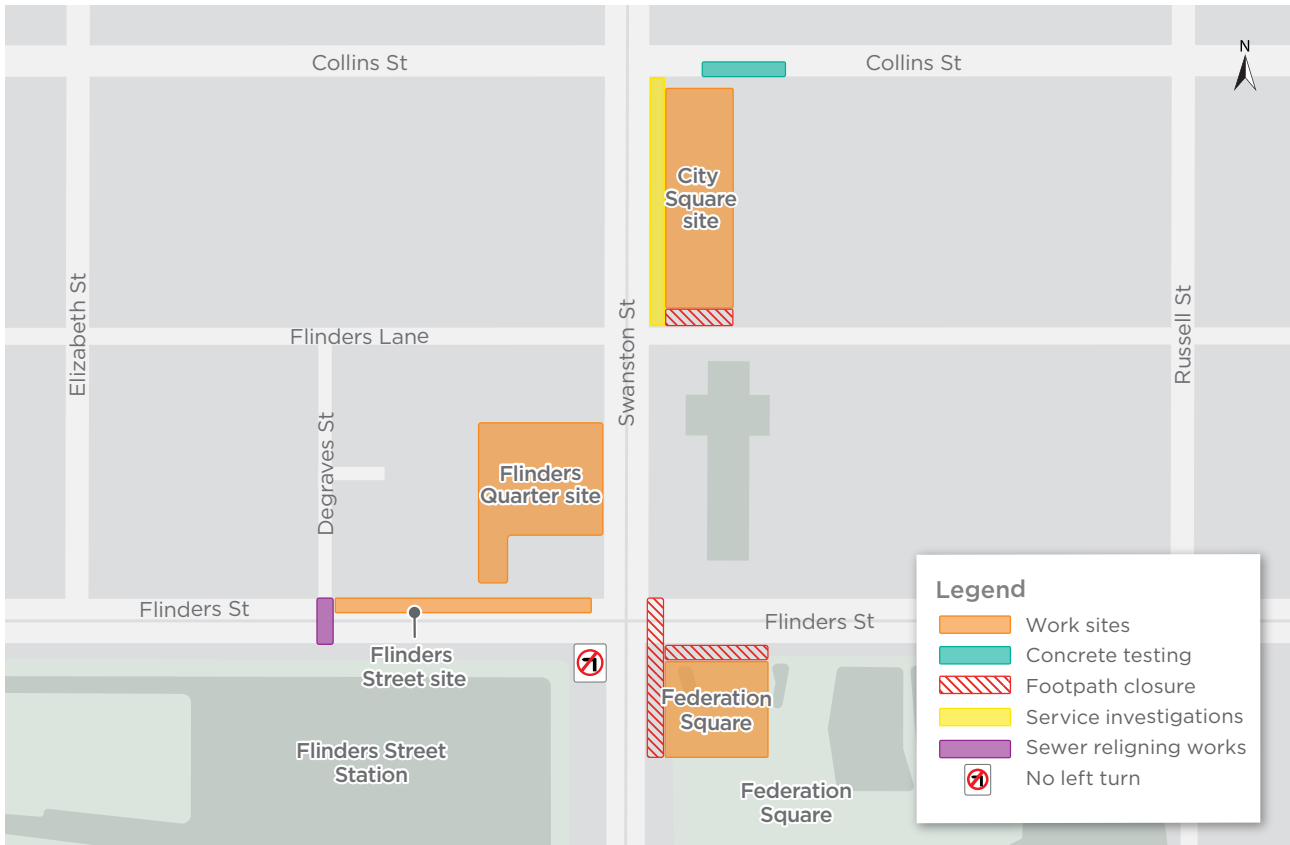 N
Collins St
Collins St
City
Square
site
Elizabeth St
Swanston St
Russell St
Flinders Lane
Degraves St
Flinders
Quarter site
Flinders St
Flinders St
Flinders
Street site
Federation
Square
Flinders Street
Station
Federation
Square
Legend
Work sites
Concrete testing
Footpath closure
Service investigations
Sewer religning works
No left turn